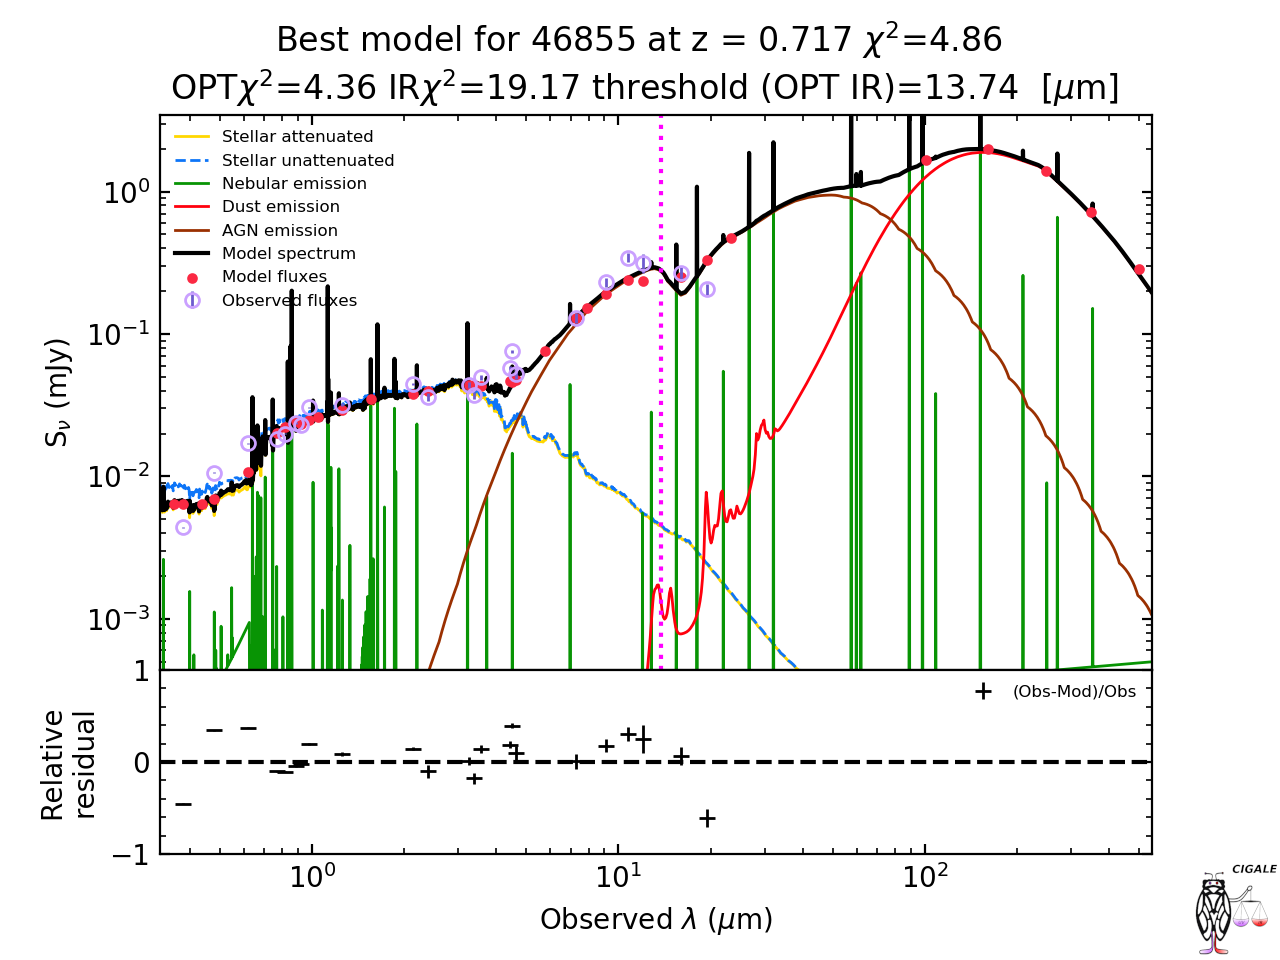 Best model for 46855 at z = 0.717 χ²=4.86
OPTχ²=4.36 IRχ²=19.17 threshold (OPT IR)=13.74 [μm]
Stellar attenuated
Stellar unattenuated
Nebular emission
Dust emission
AGN emission
Model spectrum
Model fluxes
Observed fluxes
S_ν (mJy)
10⁰
10⁻¹
10⁻²
10⁻³
1
0
−1
Relative
residual
(Obs-Mod)/Obs
10⁰ 10¹ 10²
Observed λ (μm)
CIGALE